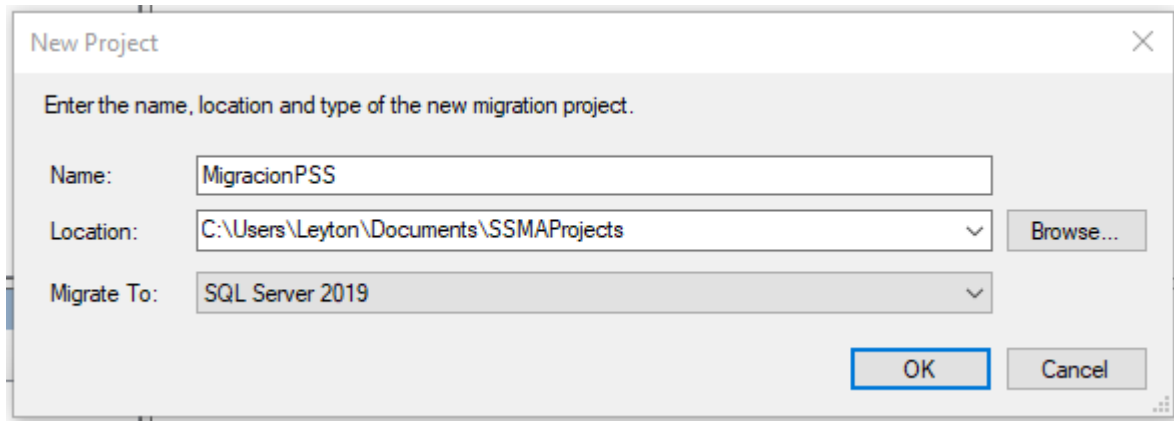 New Project
Enter the name, location and type of the new migration project.
Name: MigracionPSS
Location: C:\Users\Leyton\Documents\SSMAProjects Browse...
Migrate To: SQL Server 2019
OK Cancel